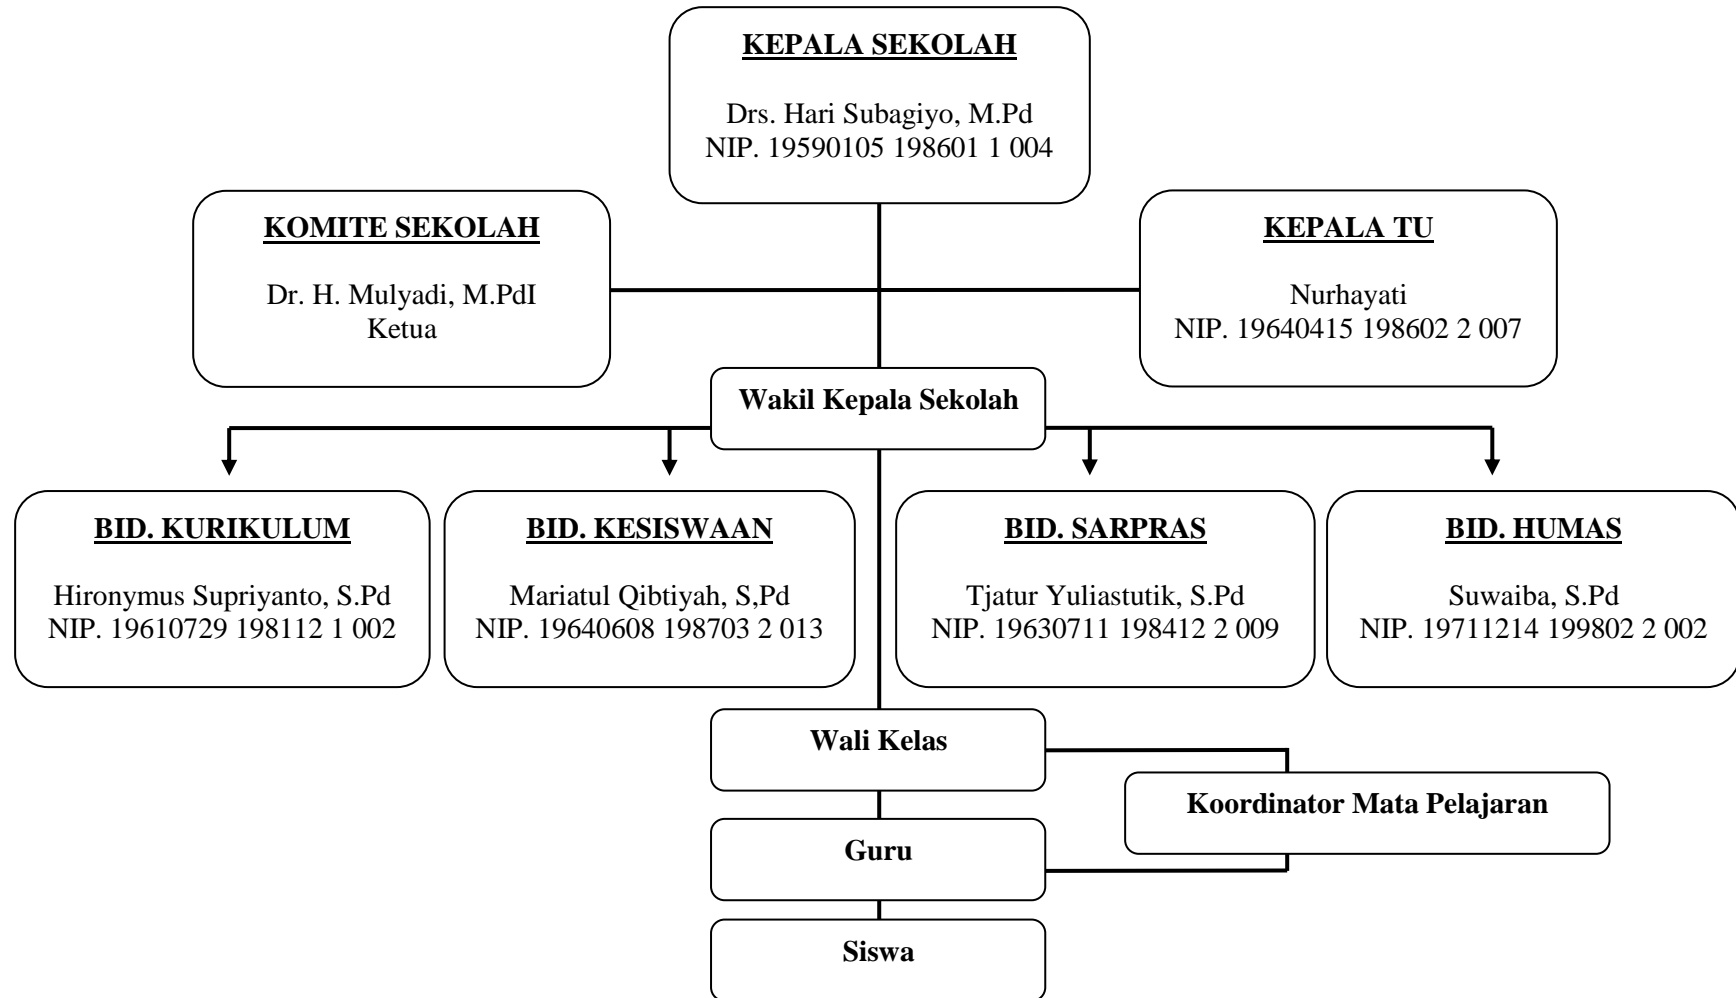 KEPALA SEKOLAH
Drs. Hari Subagiyo, M.Pd
NIP. 19590105 198601 1 004
KOMITE SEKOLAH
Dr. H. Mulyadi, M.PdI
Ketua
KEPALA TU
Nurhayati
NIP. 19640415 198602 2 007
Wakil Kepala Sekolah
BID. KURIKULUM
Hironymus Supriyanto, S.Pd
NIP. 19610729 198112 1 002
BID. KESISWAAN
Mariatul Qibtiyah, S,Pd
NIP. 19640608 198703 2 013
BID. SARPRAS
Tjatur Yuliastutik, S.Pd
NIP. 19630711 198412 2 009
BID. HUMAS
Suwaiba, S.Pd
NIP. 19711214 199802 2 002
Wali Kelas
Koordinator Mata Pelajaran
Guru
Siswa